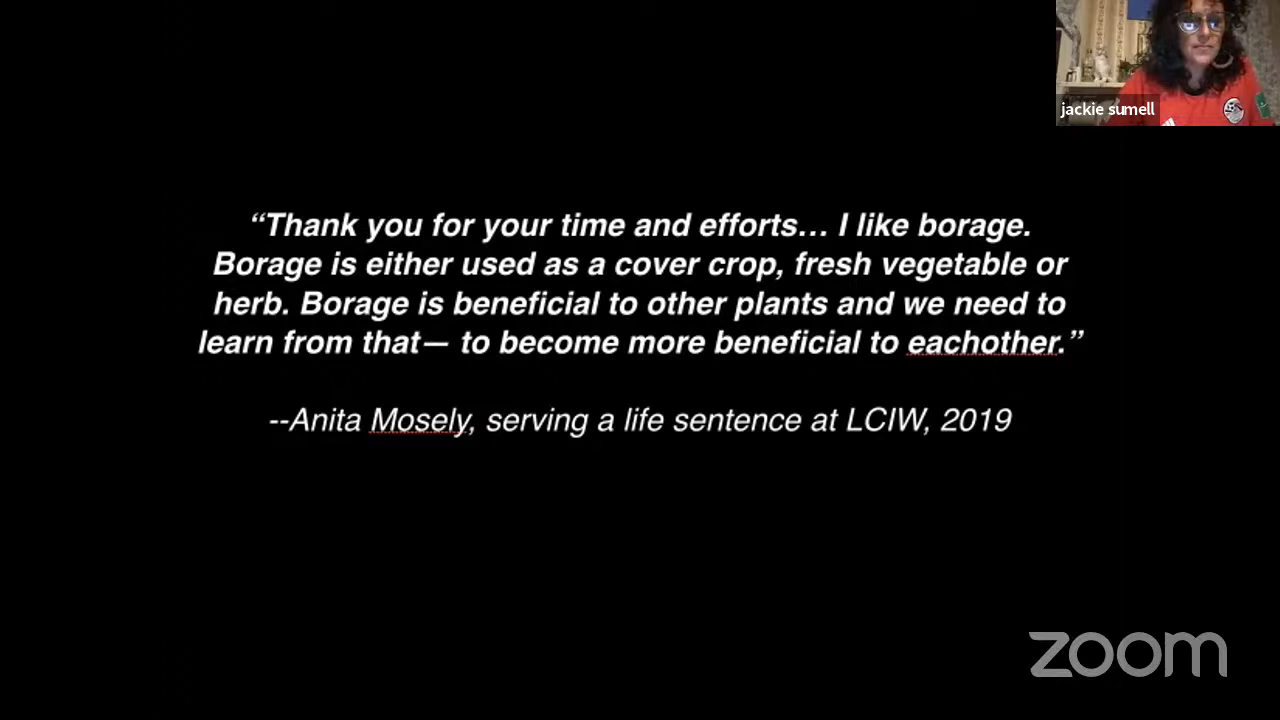 jackie sumell
“Thank you for your time and efforts… I like borage.
Borage is either used as a cover crop, fresh vegetable or
herb. Borage is beneficial to other plants and we need to
learn from that— to become more beneficial to eachother.”
--Anita Mosely, serving a life sentence at LCIW, 2019
zoom